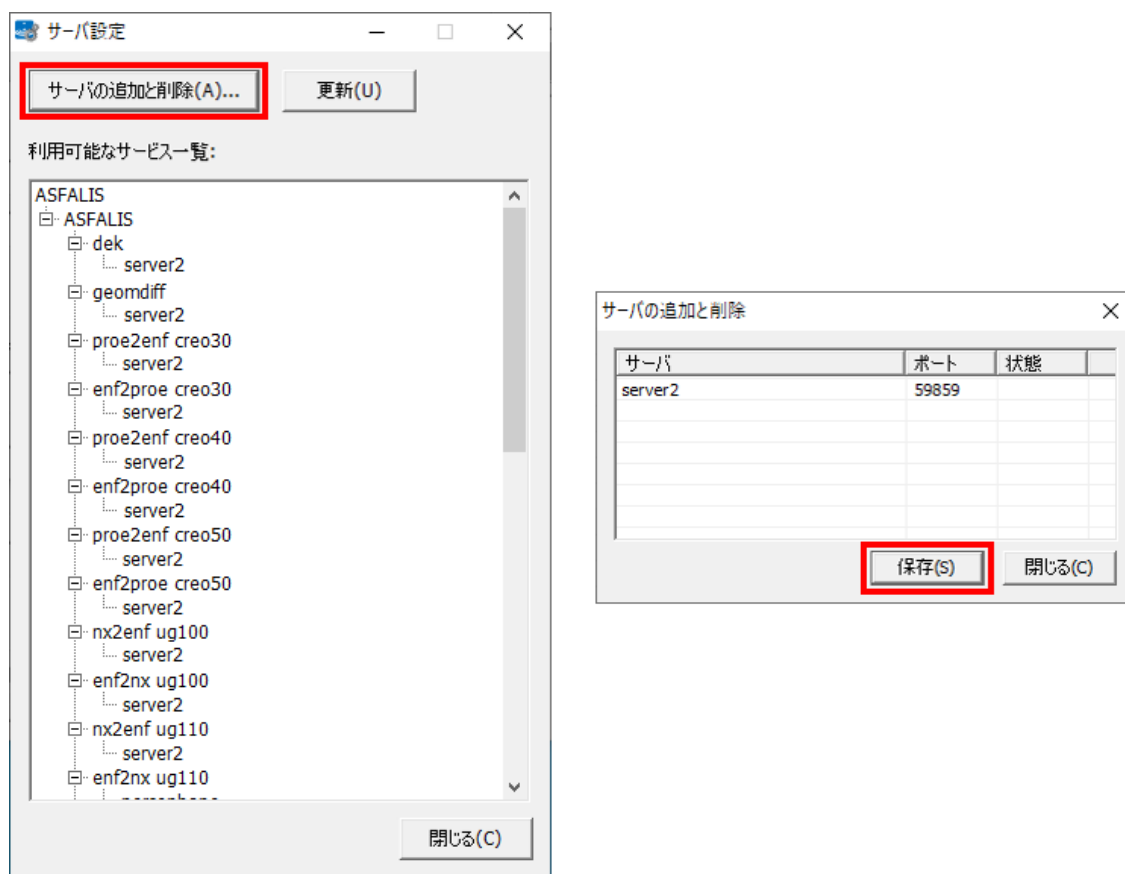 サーバ設定
サーバの追加と削除(A)...
更新(U)
利用可能なサービス一覧:
ASFALIS
ASFALIS
dek
server2
geomdiff
server2
proe2enf creo30
server2
enf2proe creo30
server2
proe2enf creo40
server2
enf2proe creo40
server2
proe2enf creo50
server2
enf2proe creo50
server2
nx2enf ug100
server2
enf2nx ug100
server2
nx2enf ug110
server2
enf2nx ug110
閉じる(C)
サーバの追加と削除
サーバ ポート 状態
server2 59859
保存(S) 閉じる(C)